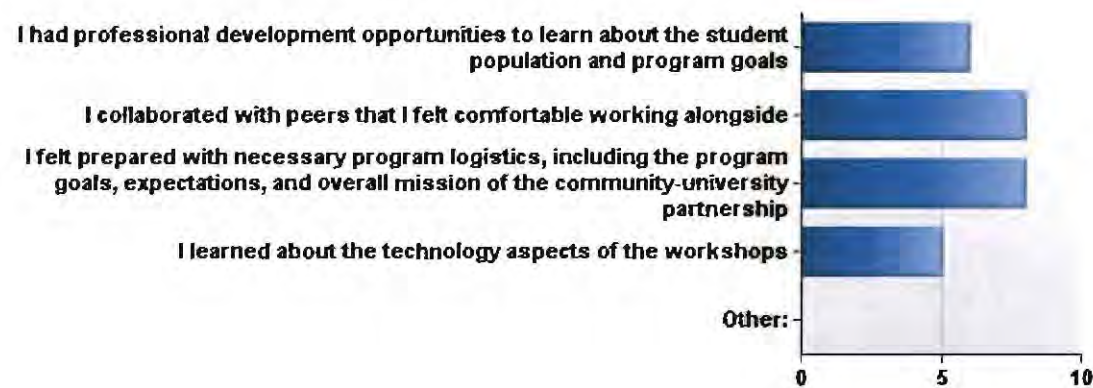 I had professional development opportunities to learn about the student
population and program goals
I collaborated with peers that I felt comfortable working alongside
I felt prepared with necessary program logistics, including the program
goals, expectations, and overall mission of the community-university
partnership
I learned about the technology aspects of the workshops
Other:
0 5 10